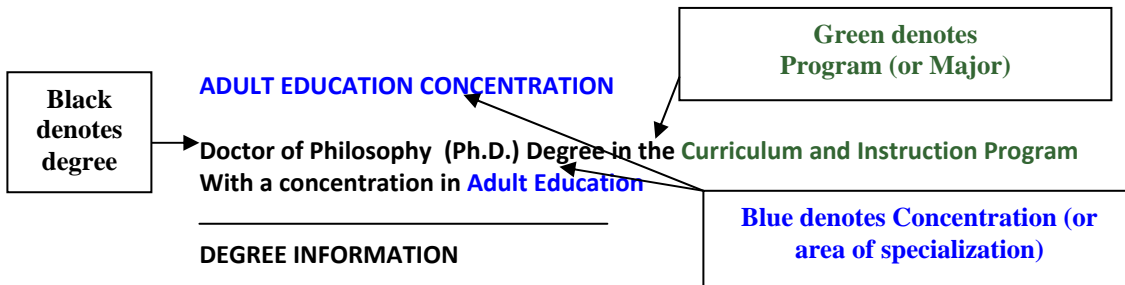 Green denotes
Program (or Major)
ADULT EDUCATION CONCENTRATION
Black
denotes
degree
Doctor of Philosophy  (Ph.D.) Degree in the Curriculum and Instruction Program
With a concentration in Adult Education
Blue denotes Concentration (or
area of specialization)
DEGREE INFORMATION